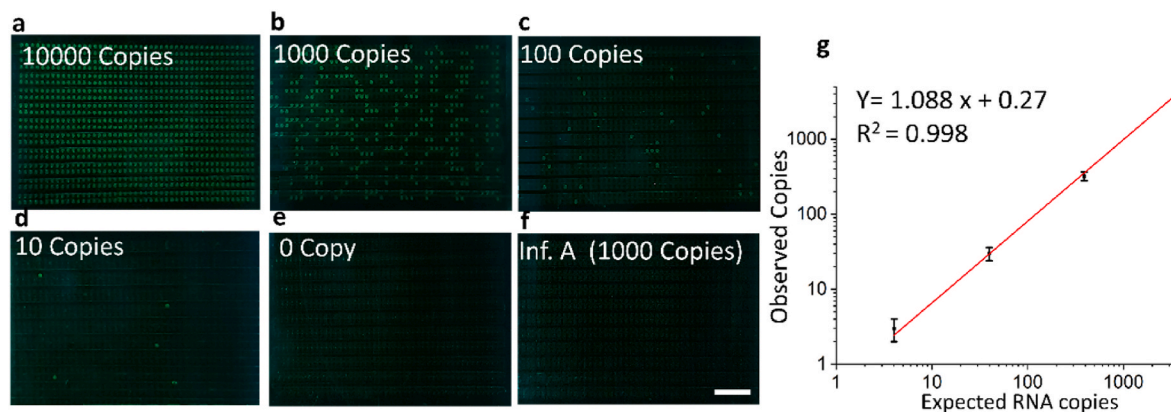 a
10000 Copies
b
1000 Copies
c
100 Copies
d
10 Copies
e
0 Copy
f
Inf. A (1000 Copies)
g
Y= 1.088 x + 0.27
R² = 0.998
Observed Copies
1000
100
10
1
1 10 100 1000
Expected RNA copies